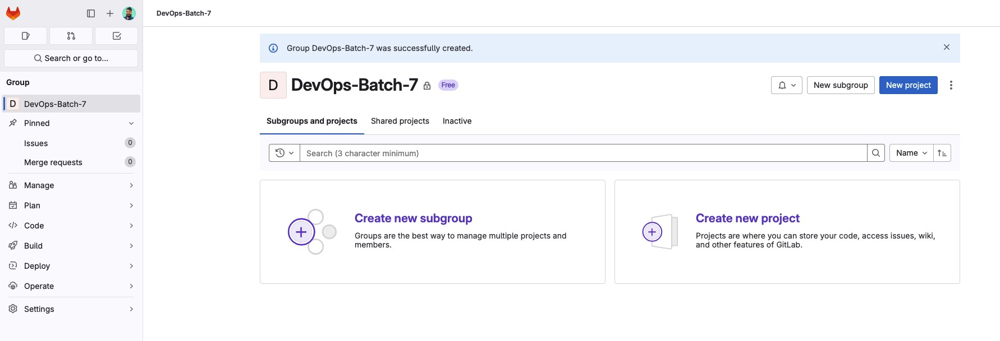 DevOps-Batch-7
Search or go to...
Group
D DevOps-Batch-7
Pinned
Issues 0
Merge requests 0
Manage
Plan
Code
Build
Deploy
Operate
Settings
Group DevOps-Batch-7 was successfully created.
D DevOps-Batch-7 Free
New subgroup New project
Subgroups and projects Shared projects Inactive
Search (3 character minimum) Name
Create new subgroup
Groups are the best way to manage multiple projects and
members.
Create new project
Projects are where you can store your code, access issues, wiki,
and other features of GitLab.